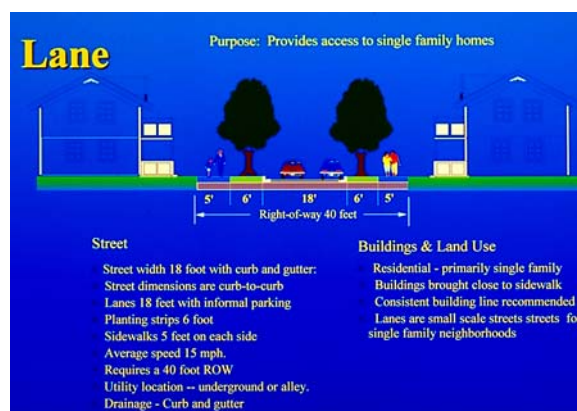 Lane
Purpose: Provides access to single family homes
5' 6' 18' 6' 5'
Right-of-way 40 feet
Street
Street width 18 foot with curb and gutter:
Street dimensions are curb-to-curb
Lanes 18 feet with informal parking
Planting strips 6 foot
Sidewalks 5 feet on each side
Average speed 15 mph.
Requires a 40 foot ROW
Utility location -- underground or alley.
Drainage - Curb and gutter
Buildings & Land Use
Residential - primarily single family
Buildings brought close to sidewalk
Consistent building line recommended
Lanes are small scale streets streets fo
single family neighborhoods